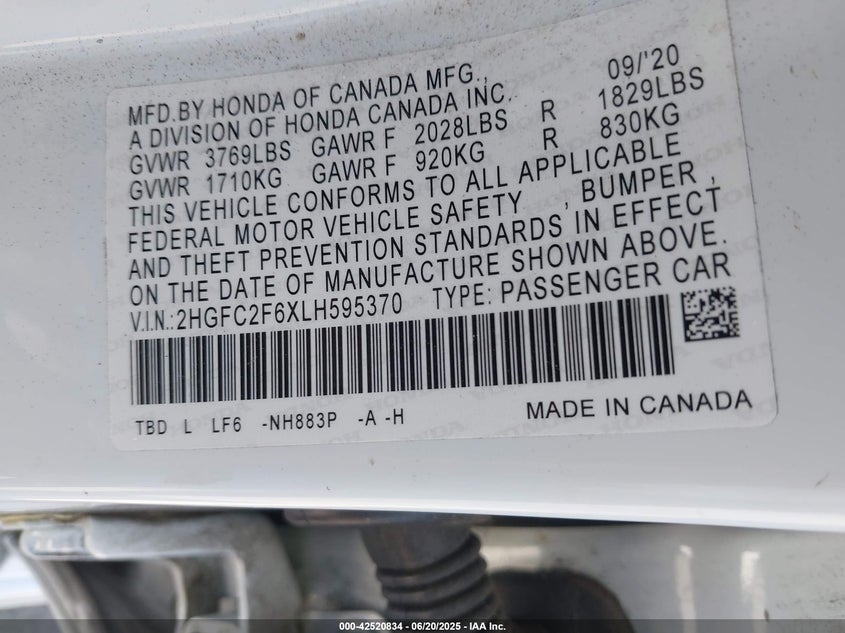 MFD.BY HONDA OF CANADA MFG., 09/'20
A DIVISION OF HONDA CANADA INC.
GVWR 3769LBS GAWR F 2028LBS R 1829LBS
GVWR 1710KG GAWR F 920KG R 830KG
THIS VEHICLE CONFORMS TO ALL APPLICABLE
FEDERAL MOTOR VEHICLE SAFETY , BUMPER ,
AND THEFT PREVENTION STANDARDS IN EFFECT
ON THE DATE OF MANUFACTURE SHOWN ABOVE.
V.I.N.:2HGFC2F6XLH595370 TYPE: PASSENGER CAR
TBD L LF6 -NH883P -A -H MADE IN CANADA
000-42520834 | 06/20/2025 - IAA Inc.